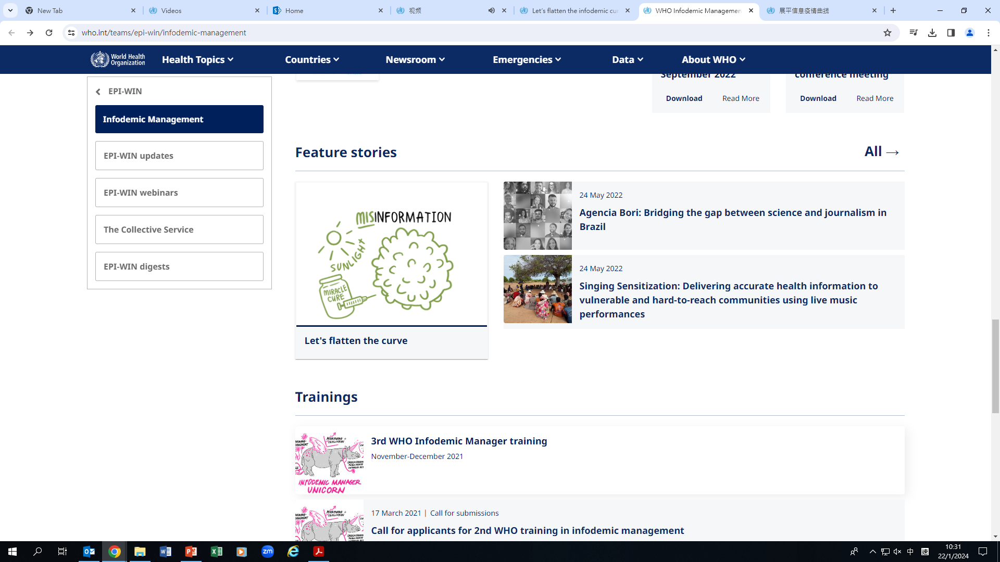 New Tab
Videos
Home
视频
Let's flatten the infodemic cu
WHO Infodemic Managemen
展平信息疫情曲线
who.int/teams/epi-win/infodemic-management
World Health
Organization
Health Topics
Countries
Newsroom
Emergencies
Data
About WHO
September 2022
conference meeting
Download
Read More
Download
Read More
EPI-WIN
Infodemic Management
EPI-WIN updates
EPI-WIN webinars
The Collective Service
EPI-WIN digests
Feature stories
All →
MISINFORMATION
SUNLIGHT
MIRACLE
CURE
Let's flatten the curve
24 May 2022
Agencia Bori: Bridging the gap between science and journalism in
Brazil
24 May 2022
Singing Sensitization: Delivering accurate health information to
vulnerable and hard-to-reach communities using live music
performances
Trainings
MONITORING +
EVALUATION
INFODEMIC MANAGER
UNICORN
3rd WHO Infodemic Manager training
November-December 2021
MONITORING +
EVALUATION
17 March 2021 | Call for submissions
Call for applicants for 2nd WHO training in infodemic management
zm
中
速
10:31
22/1/2024